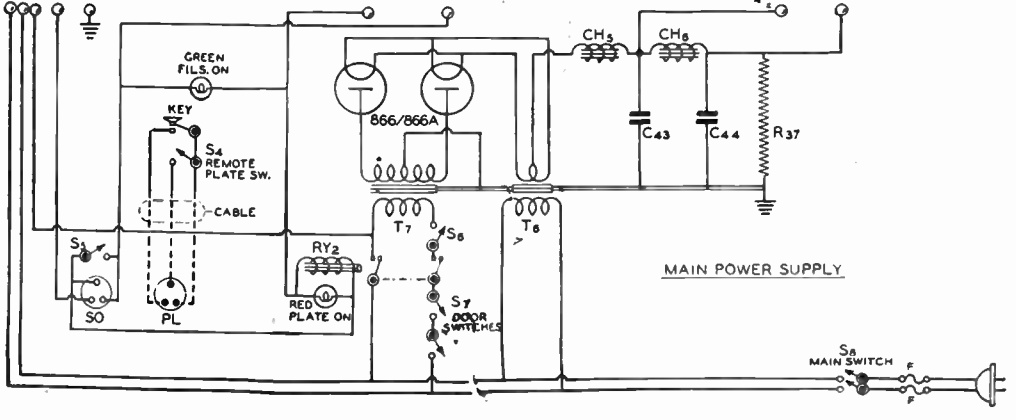 CH5
CH6
GREEN
FILS. ON
KEY
866/866A
C43
C44
R37
S4
REMOTE
PLATE SW.
CABLE
T7
S6
T6
S5
RY2
MAIN POWER SUPPLY
SO
PL
RED
PLATE ON
S7
DOOR
SWITCHES
S8
MAIN SWITCH
F
F